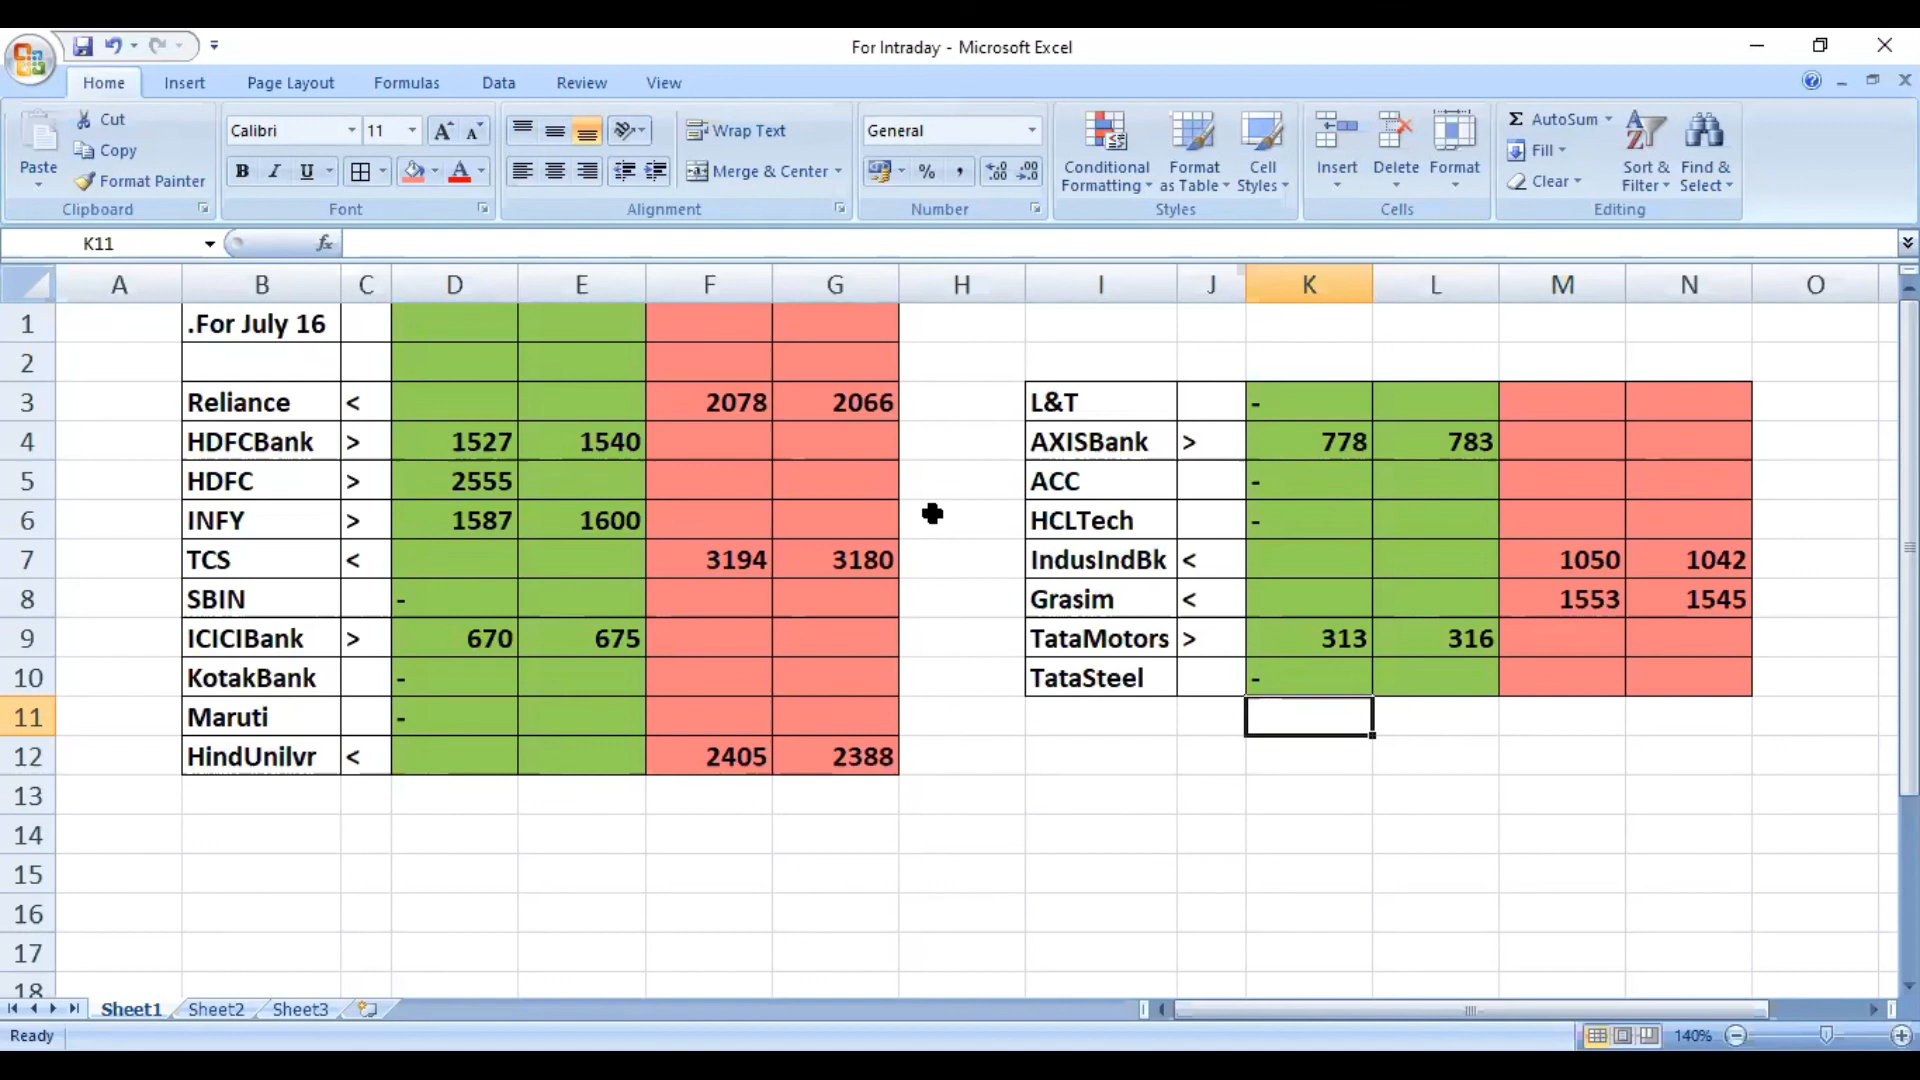 For Intraday - Microsoft Excel
Home Insert Page Layout Formulas Data Review View
Paste
Cut
Copy
Format Painter
Clipboard
Calibri 11 A A
B I U A
Font
Wrap Text
Merge & Center
Alignment
General
% ,
Number
Conditional Formatting
Format as Table
Cell Styles
Styles
Insert Delete Format
Cells
Σ AutoSum
Fill
Clear
Sort & Filter
Find & Select
Editing
K11 fx
A B C D E F G H I J K L M N O
1 .For July 16
2
3 Reliance < 2078 2066 L&T -
4 HDFCBank > 1527 1540 AXISBank > 778 783
5 HDFC > 2555 ACC -
6 INFY > 1587 1600 HCLTech -
7 TCS < 3194 3180 IndusIndBk < 1050 1042
8 SBIN - Grasim < 1553 1545
9 ICICIBank > 670 675 TataMotors > 313 316
10 KotakBank - TataSteel -
11 Maruti -
12 HindUnilvr < 2405 2388
13
14
15
16
17
18
Sheet1 Sheet2 Sheet3
Ready 140%